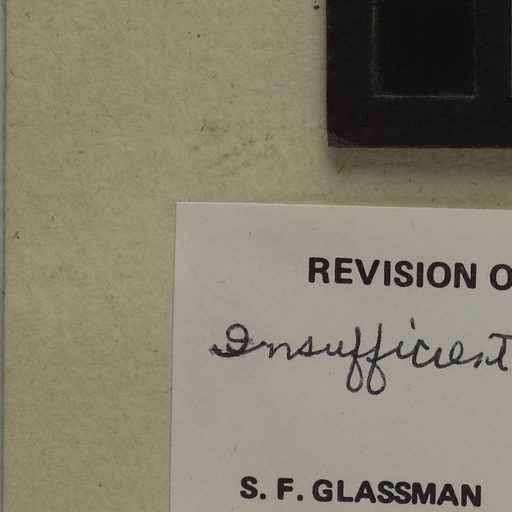 REVISION O
Insufficient
S. F. GLASSMAN